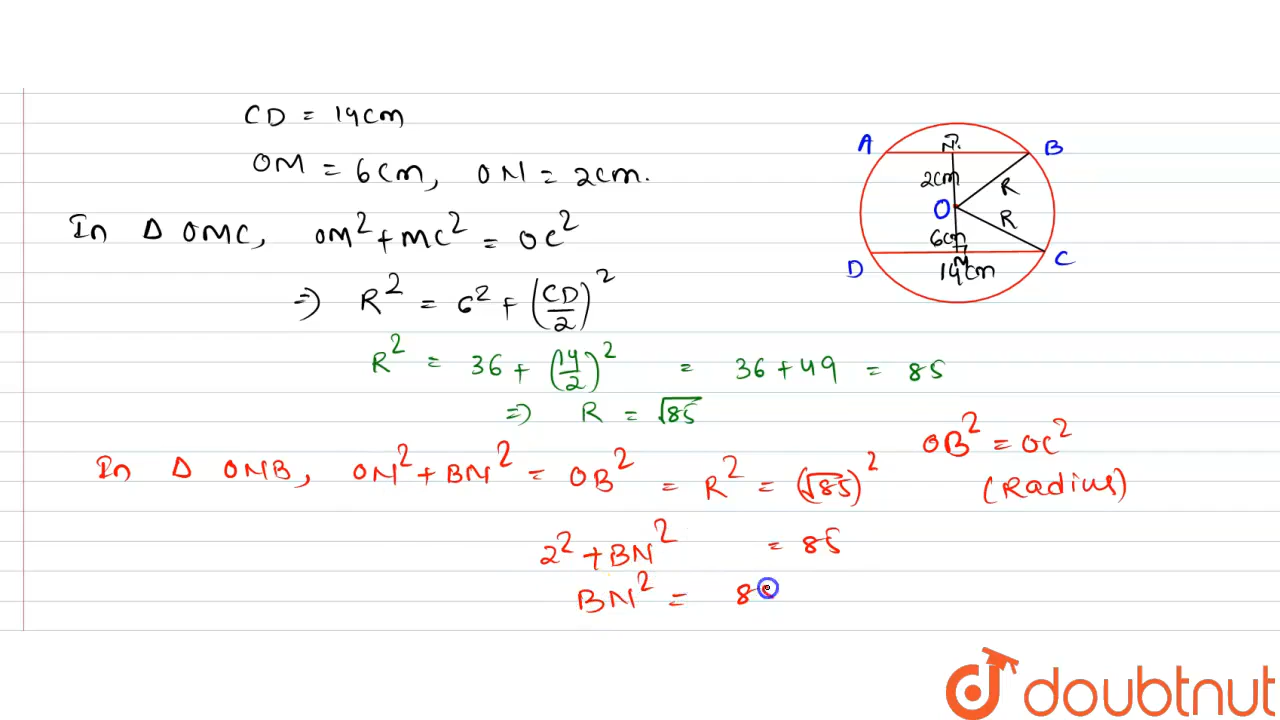 CD = 14cm
OM = 6cm, ON = 2cm.
In Δ OMC, OM² + MC² = OC²
⇒ R² = 6² + (CD/2)²
R² = 36 + (14/2)² = 36 + 49 = 85
⇒ R = √85
In Δ ONB, ON² + BN² = OB² = R² = (√85)²
OB² = OC²
(Radius)
2² + BN² = 85
BN² = 8
A
N
B
2cm
R
O
R
6cm
D
M
C
14cm
doubtnut